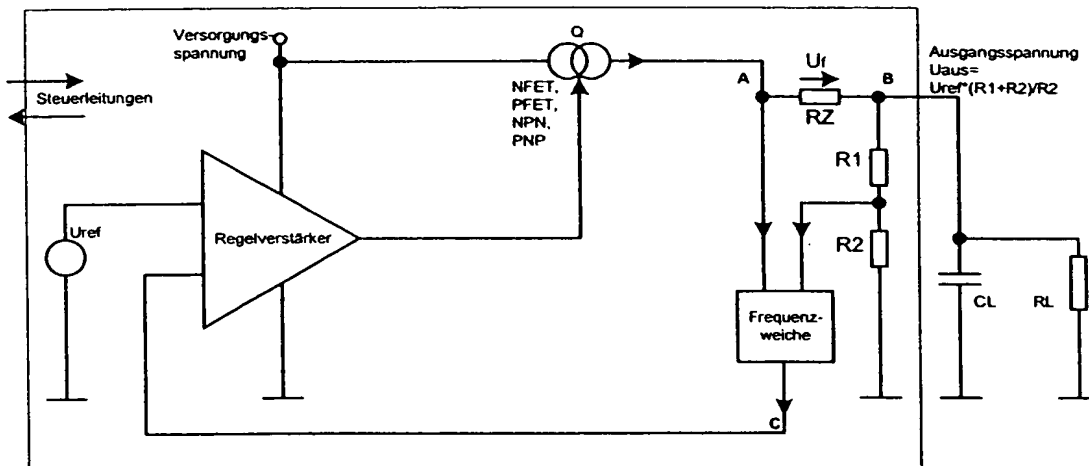 Versorgungs-
spannung
Q
Steuerleitungen
NFET,
PFET,
NPN,
PNP
A
Uf
RZ
B
Ausgangsspannung
Uaus=
Uref*(R1+R2)/R2
R1
R2
Uref
Regelverstärker
Frequenz-
weiche
CL
RL
C